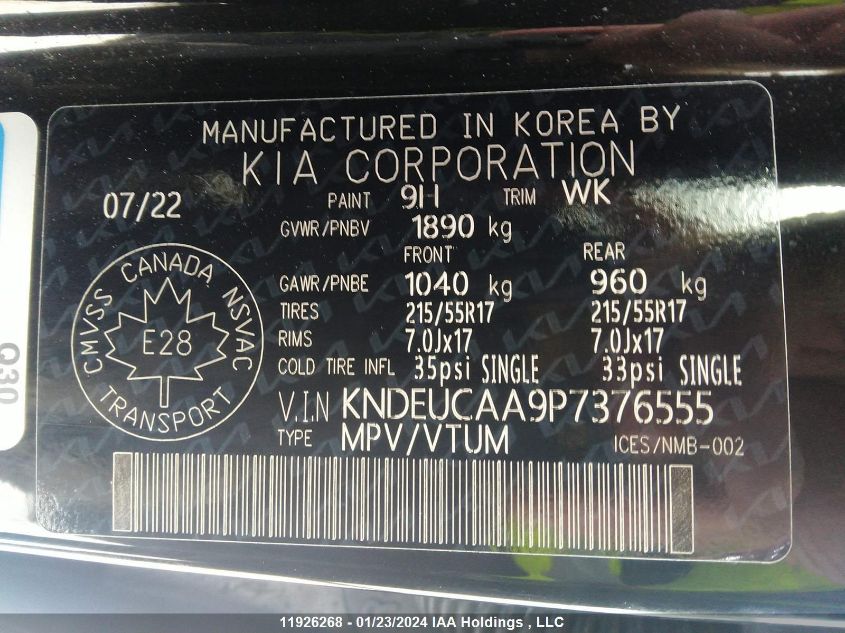 MANUFACTURED IN KOREA BY
KIA CORPORATION
07/22 PAINT 9H TRIM WK
GVWR/PNBV 1890 kg
FRONT REAR
GAWR/PNBE 1040 kg 960 kg
TIRES 215/55R17 215/55R17
RIMS 7.0Jx17 7.0Jx17
COLD TIRE INFL 35psi SINGLE 33psi SINGLE
V.I.N KNDEUCAA9P7376555
TYPE MPV/VTUM ICES/NMB-002
CMVSS CANADA NSVAC
E28
TRANSPORT
Q30
11926268 - 01/23/2024 IAA Holdings , LLC